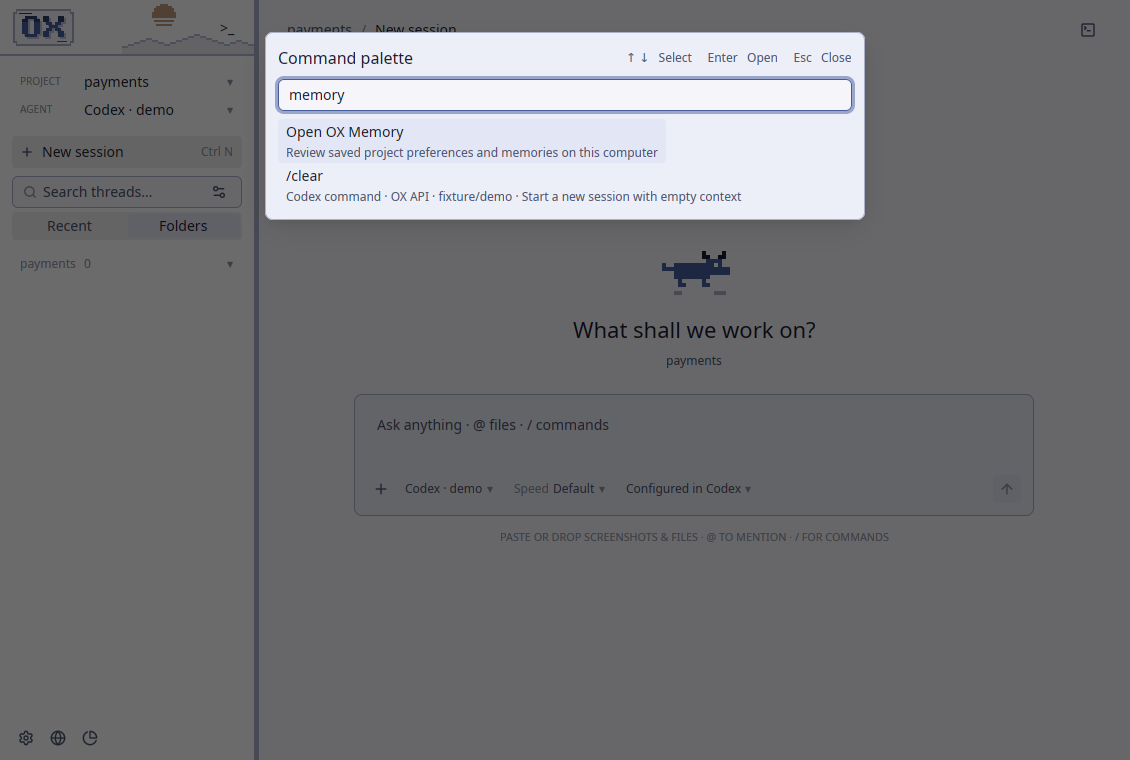 OX
>_
payments / New session
PROJECT payments
AGENT Codex · demo
+ New session Ctrl N
Search threads...
Recent Folders
payments 0
Command palette
↑ ↓ Select Enter Open Esc Close
memory
Open OX Memory
Review saved project preferences and memories on this computer
/clear
Codex command · OX API · fixture/demo · Start a new session with empty context
What shall we work on?
payments
Ask anything · @ files · / commands
+ Codex · demo Speed Default Configured in Codex
PASTE OR DROP SCREENSHOTS & FILES · @ TO MENTION · / FOR COMMANDS